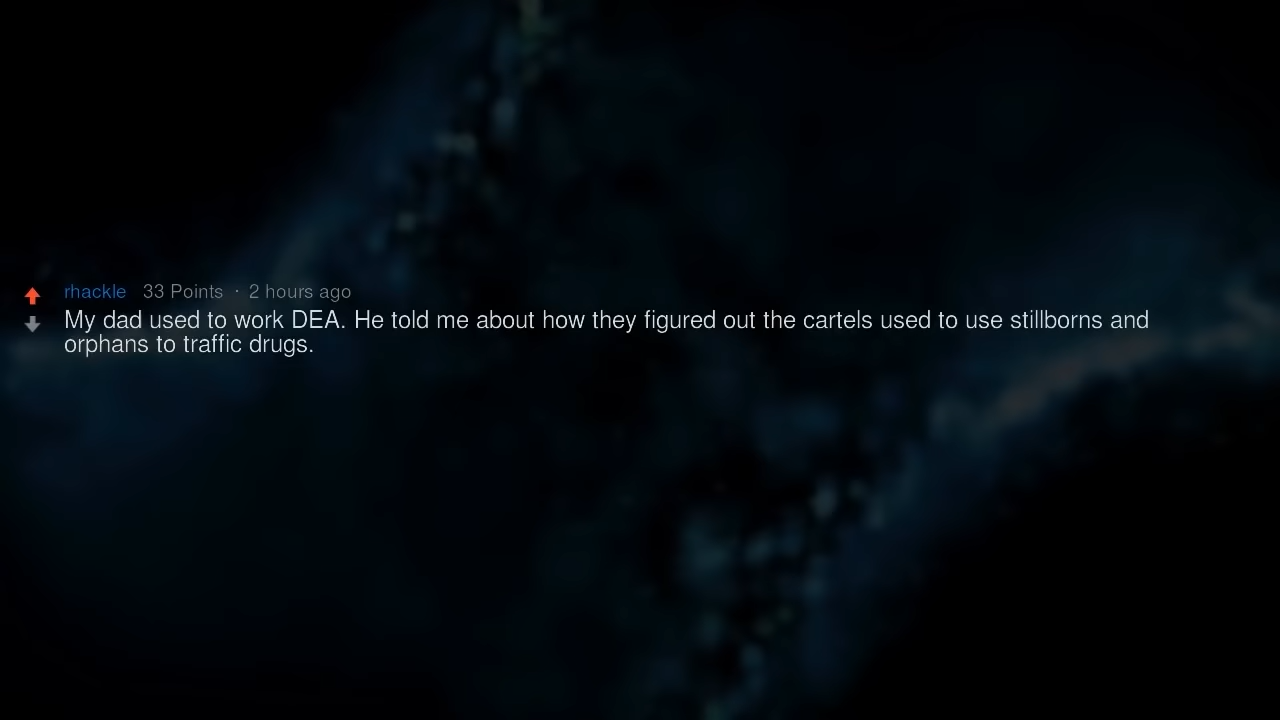 rhackle 33 Points · 2 hours ago
My dad used to work DEA. He told me about how they figured out the cartels used to use stillborns and
orphans to traffic drugs.